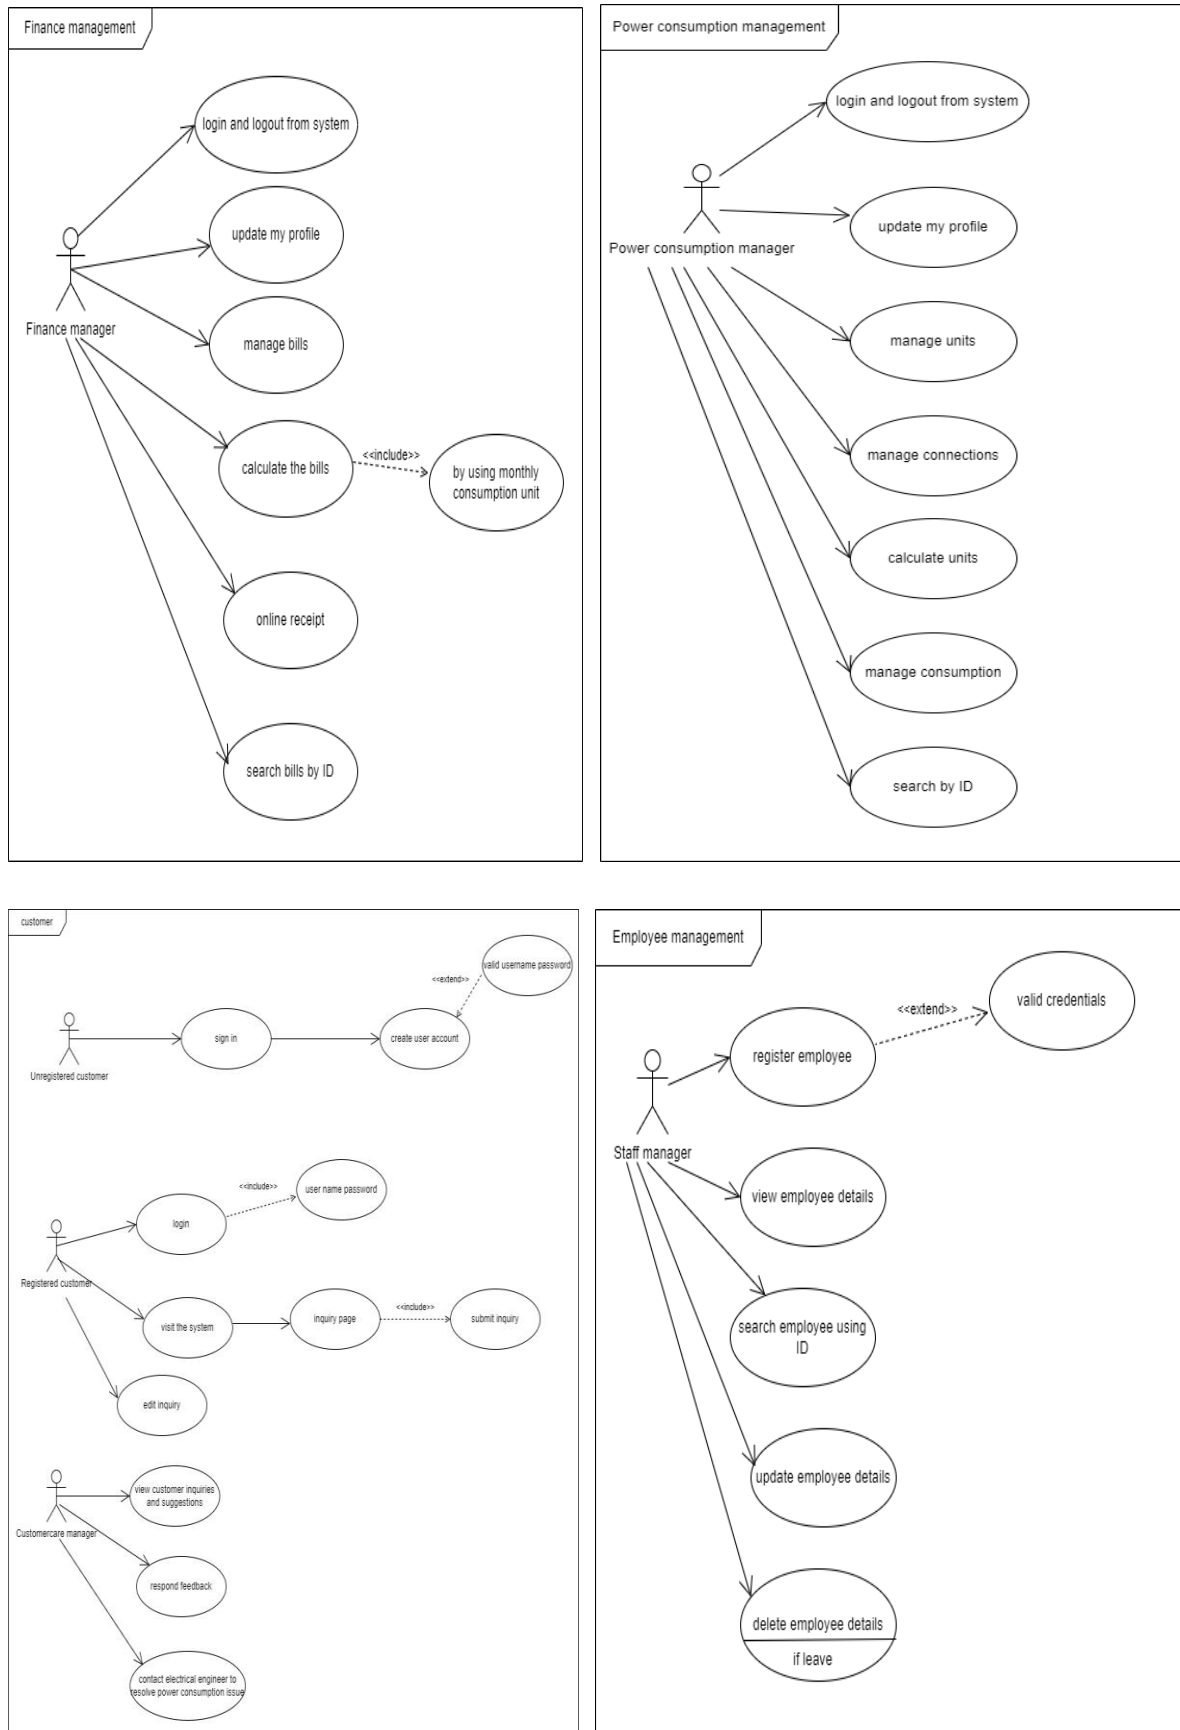 Finance management
login and logout from system
update my profile
Finance manager
manage bills
calculate the bills
<<include>>
by using monthly
consumption unit
online receipt
search bills by ID
Power consumption management
login and logout from system
update my profile
Power consumption manager
manage units
manage connections
calculate units
manage consumption
search by ID
customer
valid username password
<<extend>>
sign in
create user account
Unregistered customer
user name password
<<include>>
login
Registered customer
visit the system
inquiry page
<<include>>
submit inquiry
edit inquiry
view customer inquiries
and suggestions
Customercare manager
respond feedback
contact electrical engineer to
resolve power consumption issue
Employee management
valid credentials
<<extend>>
register employee
Staff manager
view employee details
search employee using
ID
update employee details
delete employee details
if leave